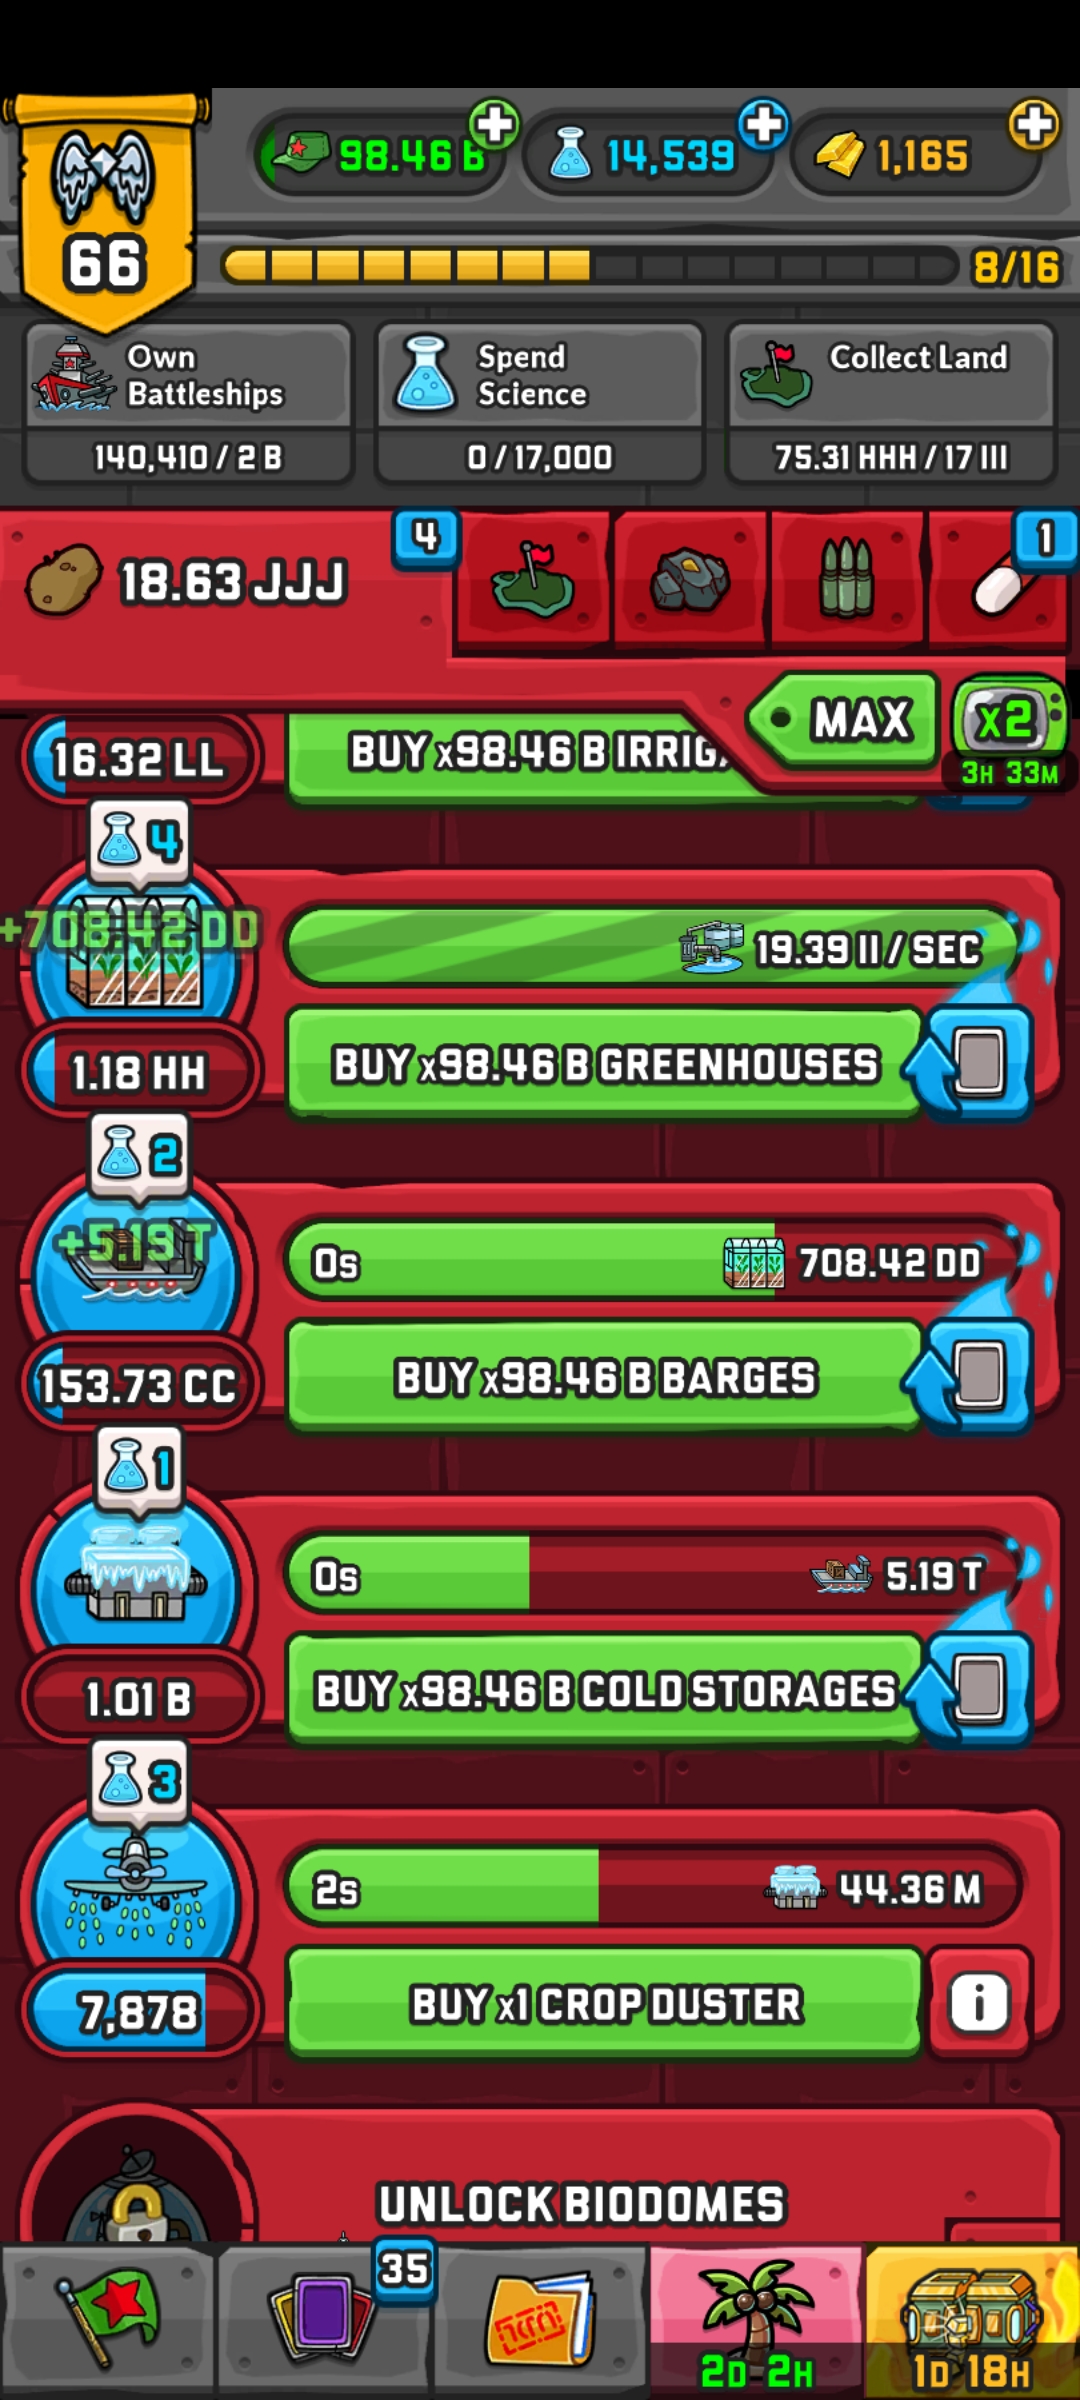 98.46 B
14,539
1,165
66
8/16
Own
Battleships
140,410 / 2 B
Spend
Science
0 / 17,000
Collect Land
75.31 HHH / 17 III
18.63 JJJ
4
1
MAX
x2
3H 33M
16.32 LL
BUY x98.46 B
4
+708.42 DD
19.39 II / SEC
1.18 HH
BUY x98.46 B GREENHOUSES
2
+5.19 T
0s
708.42 DD
153.73 CC
BUY x98.46 B BARGES
1
0s
5.19 T
1.01 B
BUY x98.46 B COLD STORAGES
3
2s
44.36 M
7,878
BUY x1 CROP DUSTER
i
UNLOCK BIODOMES
35
2D 2H
1D 18H